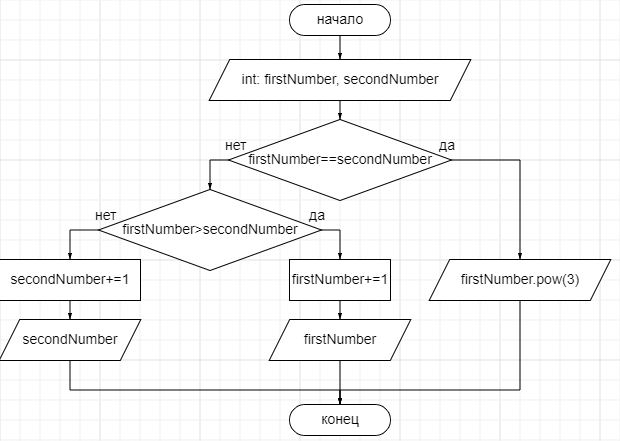 начало
int: firstNumber, secondNumber
нет
да
firstNumber==secondNumber
нет
да
firstNumber>secondNumber
secondNumber+=1
firstNumber+=1
firstNumber.pow(3)
secondNumber
firstNumber
конец